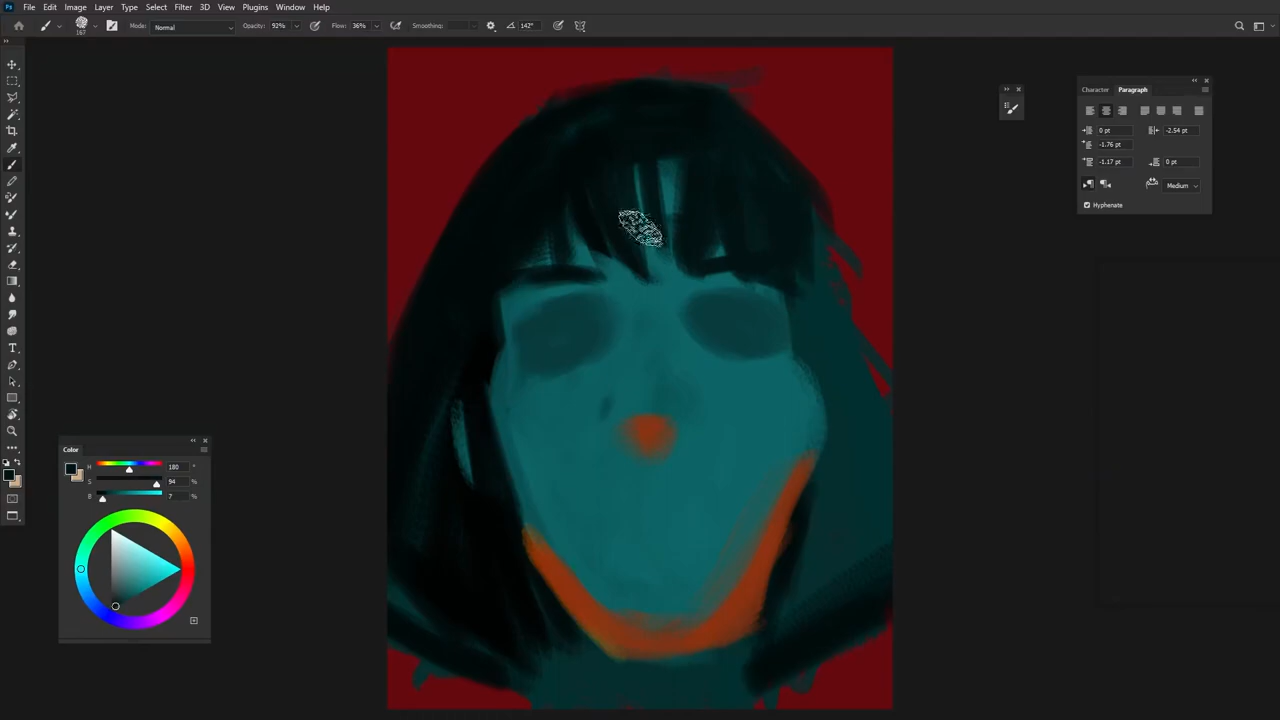 Ps File Edit Image Layer Type Select Filter 3D View Plugins Window Help
167 Mode: Normal Opacity: 92% Flow: 36% Smoothing: 142°
Character Paragraph
0 pt -2.54 pt
-1.76 pt
-1.17 pt 0 pt
Medium
Hyphenate
Color
H 180 °
S 94 %
B 7 %